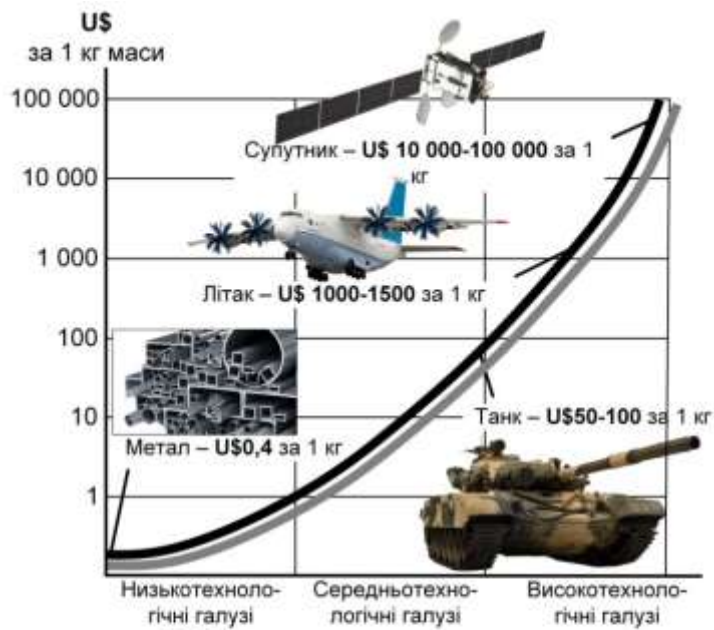 U$
за 1 кг маси
100 000
10 000
1 000
100
10
1
Супутник – U$ 10 000-100 000 за 1
кг
Літак – U$ 1000-1500 за 1 кг
Метал – U$0,4 за 1 кг
Танк – U$50-100 за 1 кг
Низькотехноло-
гічні галузі
Середньотехно-
логічні галузі
Високотехноло-
гічні галузі